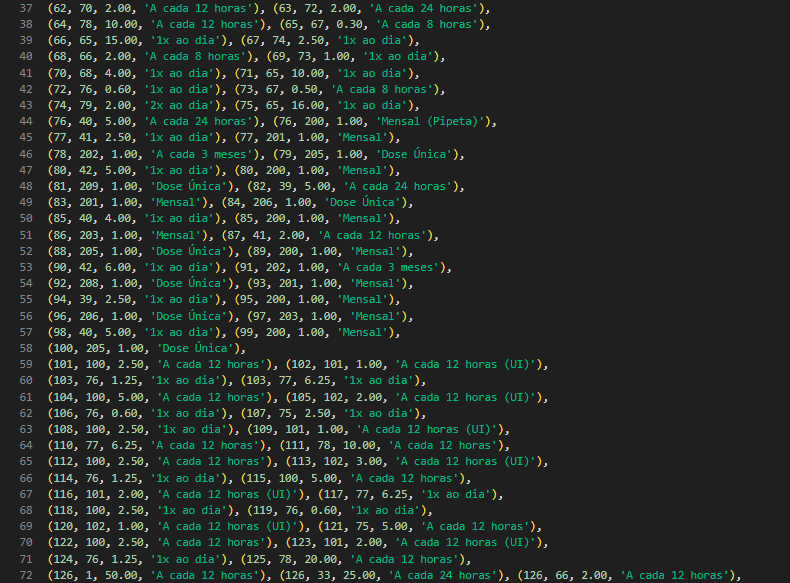 37 (62, 70, 2.00, 'A cada 12 horas'), (63, 72, 2.00, 'A cada 24 horas'),
38 (64, 78, 10.00, 'A cada 12 horas'), (65, 67, 0.30, 'A cada 8 horas'),
39 (66, 65, 15.00, '1x ao dia'), (67, 74, 2.50, '1x ao dia'),
40 (68, 66, 2.00, 'A cada 8 horas'), (69, 73, 1.00, '1x ao dia'),
41 (70, 68, 4.00, '1x ao dia'), (71, 65, 10.00, '1x ao dia'),
42 (72, 76, 0.60, '1x ao dia'), (73, 67, 0.50, 'A cada 8 horas'),
43 (74, 79, 2.00, '2x ao dia'), (75, 65, 16.00, '1x ao dia'),
44 (76, 40, 5.00, 'A cada 24 horas'), (76, 200, 1.00, 'Mensal (Pipeta)'),
45 (77, 41, 2.50, '1x ao dia'), (77, 201, 1.00, 'Mensal'),
46 (78, 202, 1.00, 'A cada 3 meses'), (79, 205, 1.00, 'Dose Única'),
47 (80, 42, 5.00, '1x ao dia'), (80, 200, 1.00, 'Mensal'),
48 (81, 209, 1.00, 'Dose Única'), (82, 39, 5.00, 'A cada 24 horas'),
49 (83, 201, 1.00, 'Mensal'), (84, 206, 1.00, 'Dose Única'),
50 (85, 40, 4.00, '1x ao dia'), (85, 200, 1.00, 'Mensal'),
51 (86, 203, 1.00, 'Mensal'), (87, 41, 2.00, 'A cada 12 horas'),
52 (88, 205, 1.00, 'Dose Única'), (89, 200, 1.00, 'Mensal'),
53 (90, 42, 6.00, '1x ao dia'), (91, 202, 1.00, 'A cada 3 meses'),
54 (92, 208, 1.00, 'Dose Única'), (93, 201, 1.00, 'Mensal'),
55 (94, 39, 2.50, '1x ao dia'), (95, 200, 1.00, 'Mensal'),
56 (96, 206, 1.00, 'Dose Única'), (97, 203, 1.00, 'Mensal'),
57 (98, 40, 5.00, '1x ao dia'), (99, 200, 1.00, 'Mensal'),
58 (100, 205, 1.00, 'Dose Única'),
59 (101, 100, 2.50, 'A cada 12 horas'), (102, 101, 1.00, 'A cada 12 horas (UI)'),
60 (103, 76, 1.25, '1x ao dia'), (103, 77, 6.25, '1x ao dia'),
61 (104, 100, 5.00, 'A cada 12 horas'), (105, 102, 2.00, 'A cada 12 horas (UI)'),
62 (106, 76, 0.60, '1x ao dia'), (107, 75, 2.50, '1x ao dia'),
63 (108, 100, 2.50, '1x ao dia'), (109, 101, 1.00, 'A cada 12 horas (UI)'),
64 (110, 77, 6.25, 'A cada 12 horas'), (111, 78, 10.00, 'A cada 12 horas'),
65 (112, 100, 2.50, 'A cada 12 horas'), (113, 102, 3.00, 'A cada 12 horas (UI)'),
66 (114, 76, 1.25, '1x ao dia'), (115, 100, 5.00, 'A cada 12 horas'),
67 (116, 101, 2.00, 'A cada 12 horas (UI)'), (117, 77, 6.25, '1x ao dia'),
68 (118, 100, 2.50, '1x ao dia'), (119, 76, 0.60, '1x ao dia'),
69 (120, 102, 1.00, 'A cada 12 horas (UI)'), (121, 75, 5.00, 'A cada 12 horas'),
70 (122, 100, 2.50, 'A cada 12 horas'), (123, 101, 2.00, 'A cada 12 horas (UI)'),
71 (124, 76, 1.25, '1x ao dia'), (125, 78, 20.00, 'A cada 12 horas'),
72 (126, 1, 50.00, 'A cada 12 horas'), (126, 33, 25.00, 'A cada 24 horas'), (126, 66, 2.00, 'A cada 12 horas'),